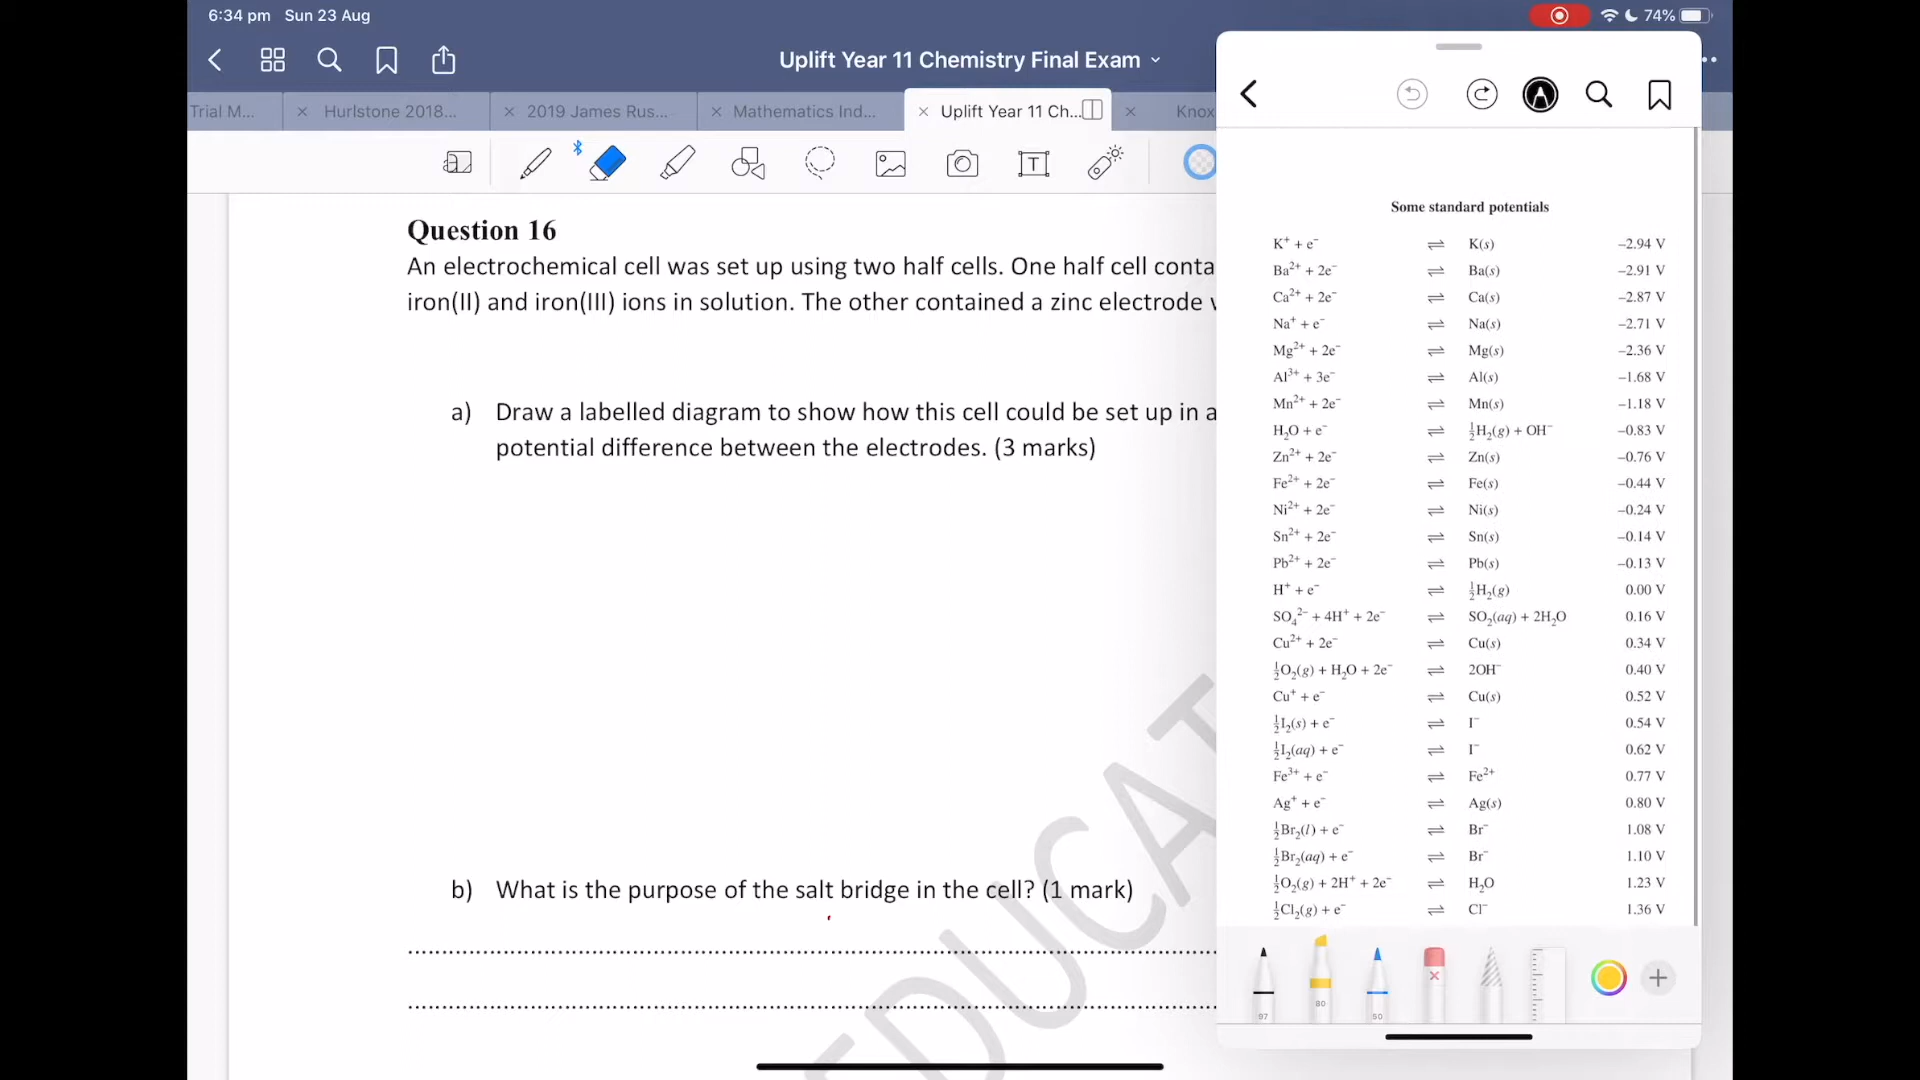 6:34 pm Sun 23 Aug
74%
Uplift Year 11 Chemistry Final Exam
Trial M...
Hurlstone 2018...
2019 James Rus...
Mathematics Ind...
Uplift Year 11 Ch...
Knox
Question 16
An electrochemical cell was set up using two half cells. One half cell conta
iron(II) and iron(III) ions in solution. The other contained a zinc electrode
a) Draw a labelled diagram to show how this cell could be set up in a
potential difference between the electrodes. (3 marks)
b) What is the purpose of the salt bridge in the cell? (1 mark)
EDUCAT
Some standard potentials
K⁺ + e⁻ ⇌ K(s) –2.94 V
Ba²⁺ + 2e⁻ ⇌ Ba(s) –2.91 V
Ca²⁺ + 2e⁻ ⇌ Ca(s) –2.87 V
Na⁺ + e⁻ ⇌ Na(s) –2.71 V
Mg²⁺ + 2e⁻ ⇌ Mg(s) –2.36 V
Al³⁺ + 3e⁻ ⇌ Al(s) –1.68 V
Mn²⁺ + 2e⁻ ⇌ Mn(s) –1.18 V
H₂O + e⁻ ⇌ ½H₂(g) + OH⁻ –0.83 V
Zn²⁺ + 2e⁻ ⇌ Zn(s) –0.76 V
Fe²⁺ + 2e⁻ ⇌ Fe(s) –0.44 V
Ni²⁺ + 2e⁻ ⇌ Ni(s) –0.24 V
Sn²⁺ + 2e⁻ ⇌ Sn(s) –0.14 V
Pb²⁺ + 2e⁻ ⇌ Pb(s) –0.13 V
H⁺ + e⁻ ⇌ ½H₂(g) 0.00 V
SO₄²⁻ + 4H⁺ + 2e⁻ ⇌ SO₂(aq) + 2H₂O 0.16 V
Cu²⁺ + 2e⁻ ⇌ Cu(s) 0.34 V
½O₂(g) + H₂O + 2e⁻ ⇌ 2OH⁻ 0.40 V
Cu⁺ + e⁻ ⇌ Cu(s) 0.52 V
½I₂(s) + e⁻ ⇌ I⁻ 0.54 V
½I₂(aq) + e⁻ ⇌ I⁻ 0.62 V
Fe³⁺ + e⁻ ⇌ Fe²⁺ 0.77 V
Ag⁺ + e⁻ ⇌ Ag(s) 0.80 V
½Br₂(l) + e⁻ ⇌ Br⁻ 1.08 V
½Br₂(aq) + e⁻ ⇌ Br⁻ 1.10 V
½O₂(g) + 2H⁺ + 2e⁻ ⇌ H₂O 1.23 V
½Cl₂(g) + e⁻ ⇌ Cl⁻ 1.36 V
97
80
50